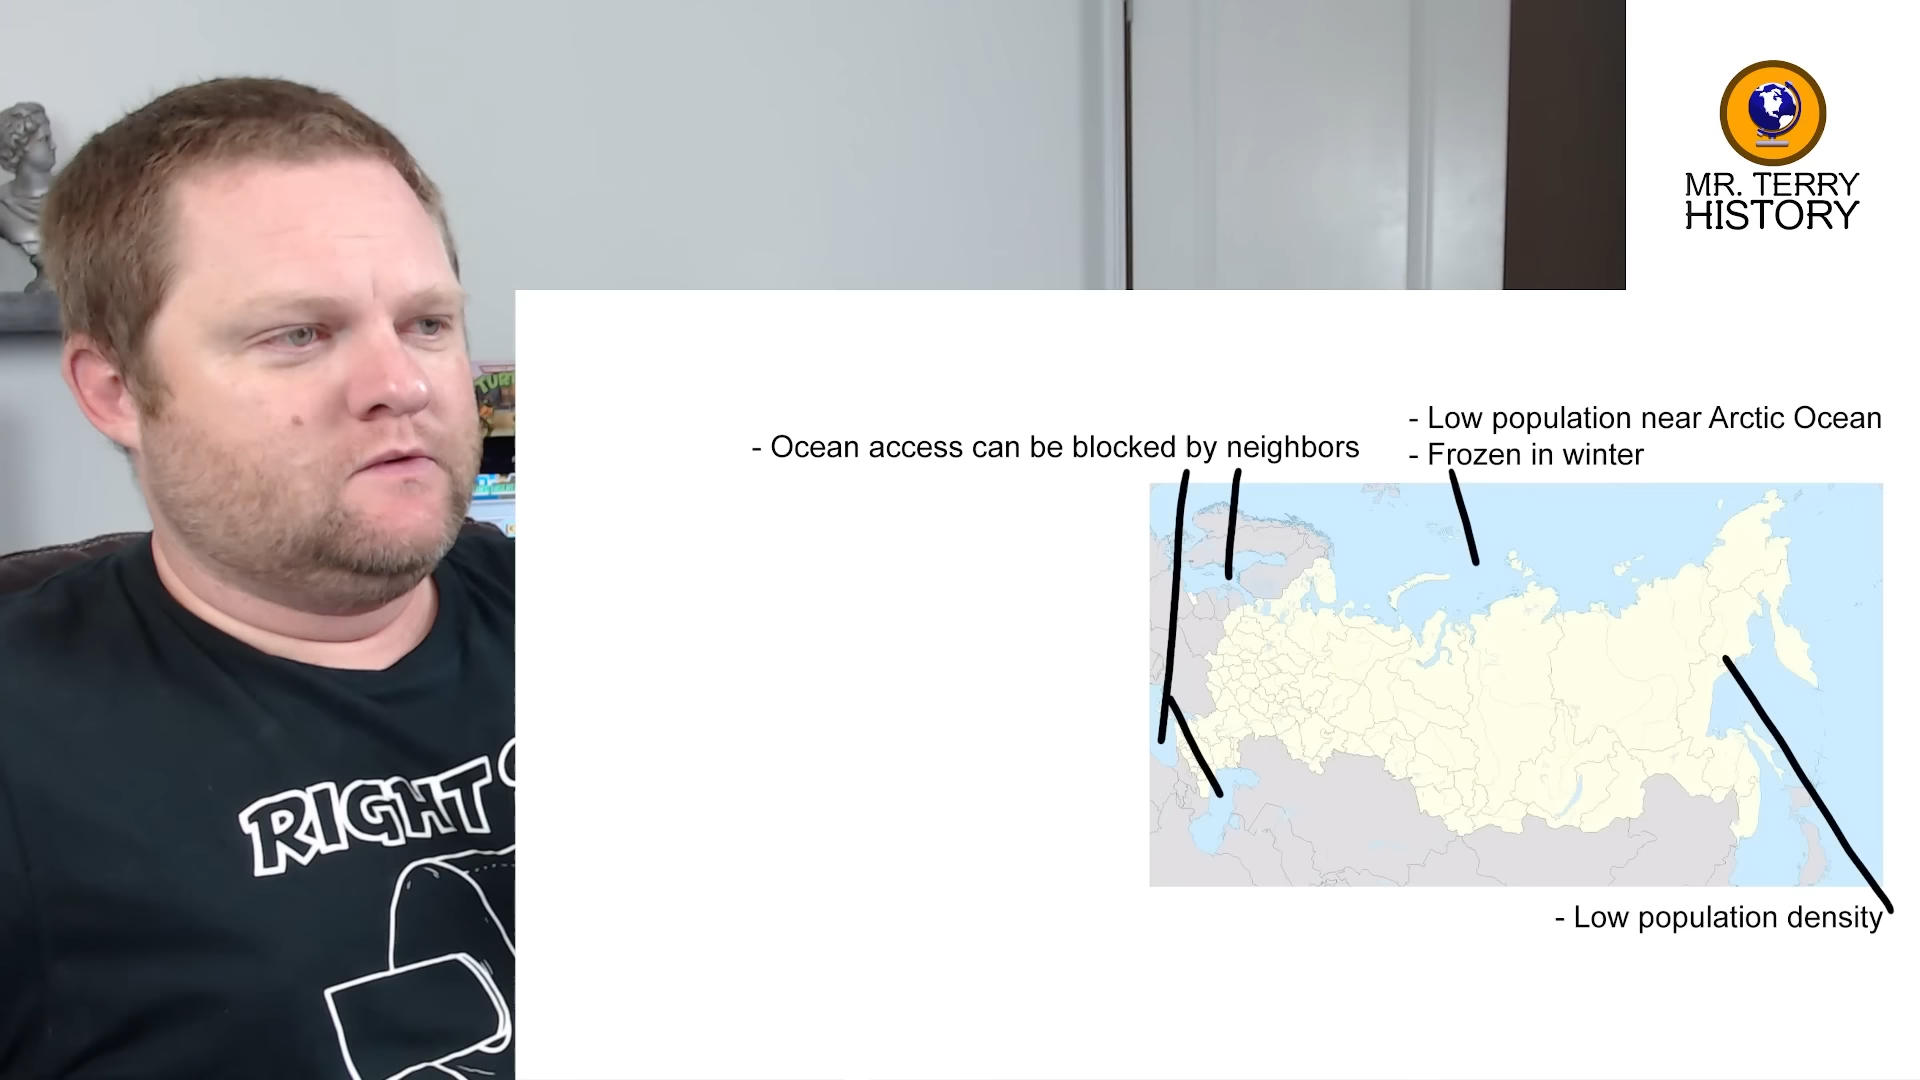 MR. TERRY
HISTORY
TURT
- Low population near Arctic Ocean
- Ocean access can be blocked by neighbors
- Frozen in winter
RIGHT
- Low population density